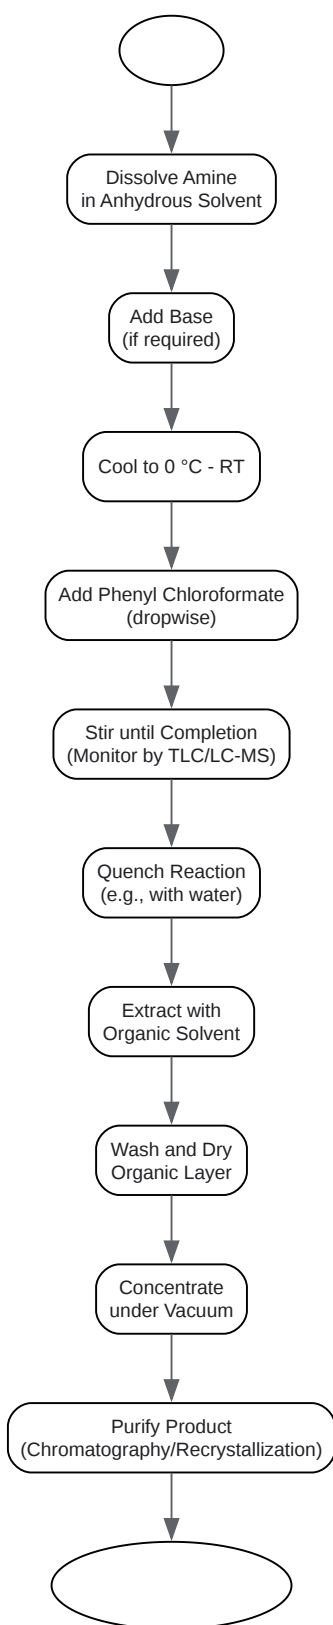 Dissolve Amine
in Anhydrous Solvent
Add Base
(if required)
Cool to 0 °C - RT
Add Phenyl Chloroformate
(dropwise)
Stir until Completion
(Monitor by TLC/LC-MS)
Quench Reaction
(e.g., with water)
Extract with
Organic Solvent
Wash and Dry
Organic Layer
Concentrate
under Vacuum
Purify Product
(Chromatography/Recrystallization)